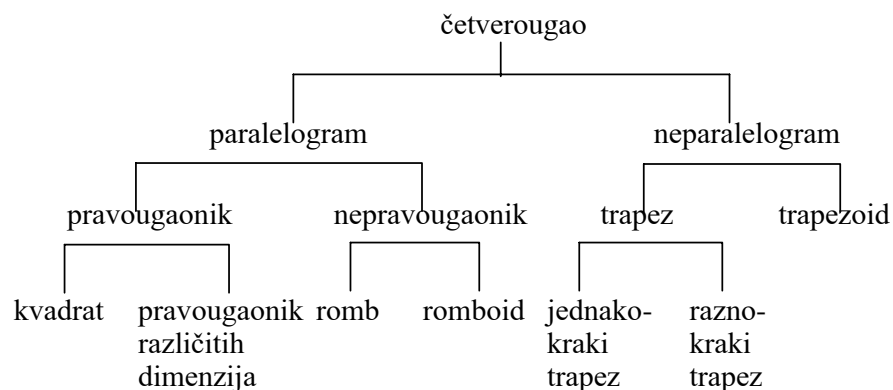 četverougao
paralelogram neparalelogram
pravougaonik nepravougaonik trapez trapezoid
kvadrat pravougaonik romb romboid jednako- razno-
različitih kraki kraki
dimenzija trapez trapez